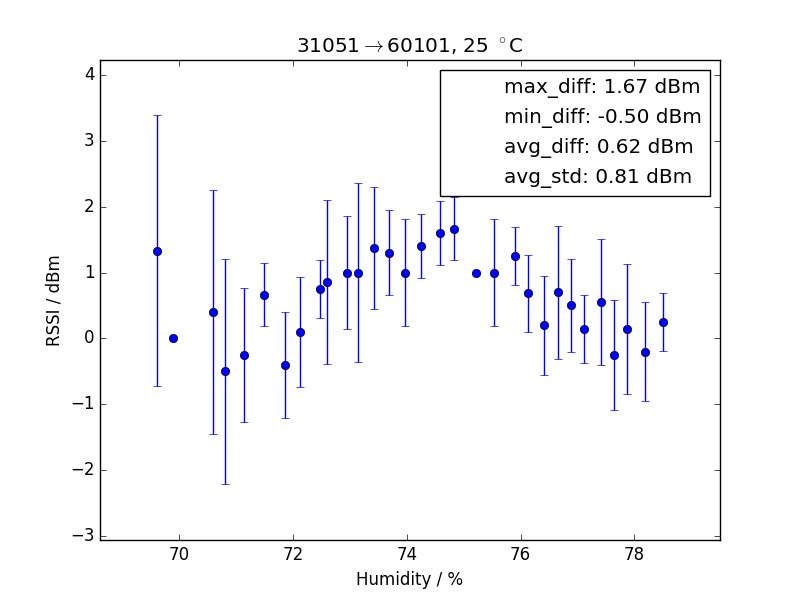 31051→60101, 25 °C
max_diff: 1.67 dBm
min_diff: -0.50 dBm
avg_diff: 0.62 dBm
avg_std: 0.81 dBm
4
3
2
1
0
−1
−2
−3
RSSI / dBm
70 72 74 76 78
Humidity / %